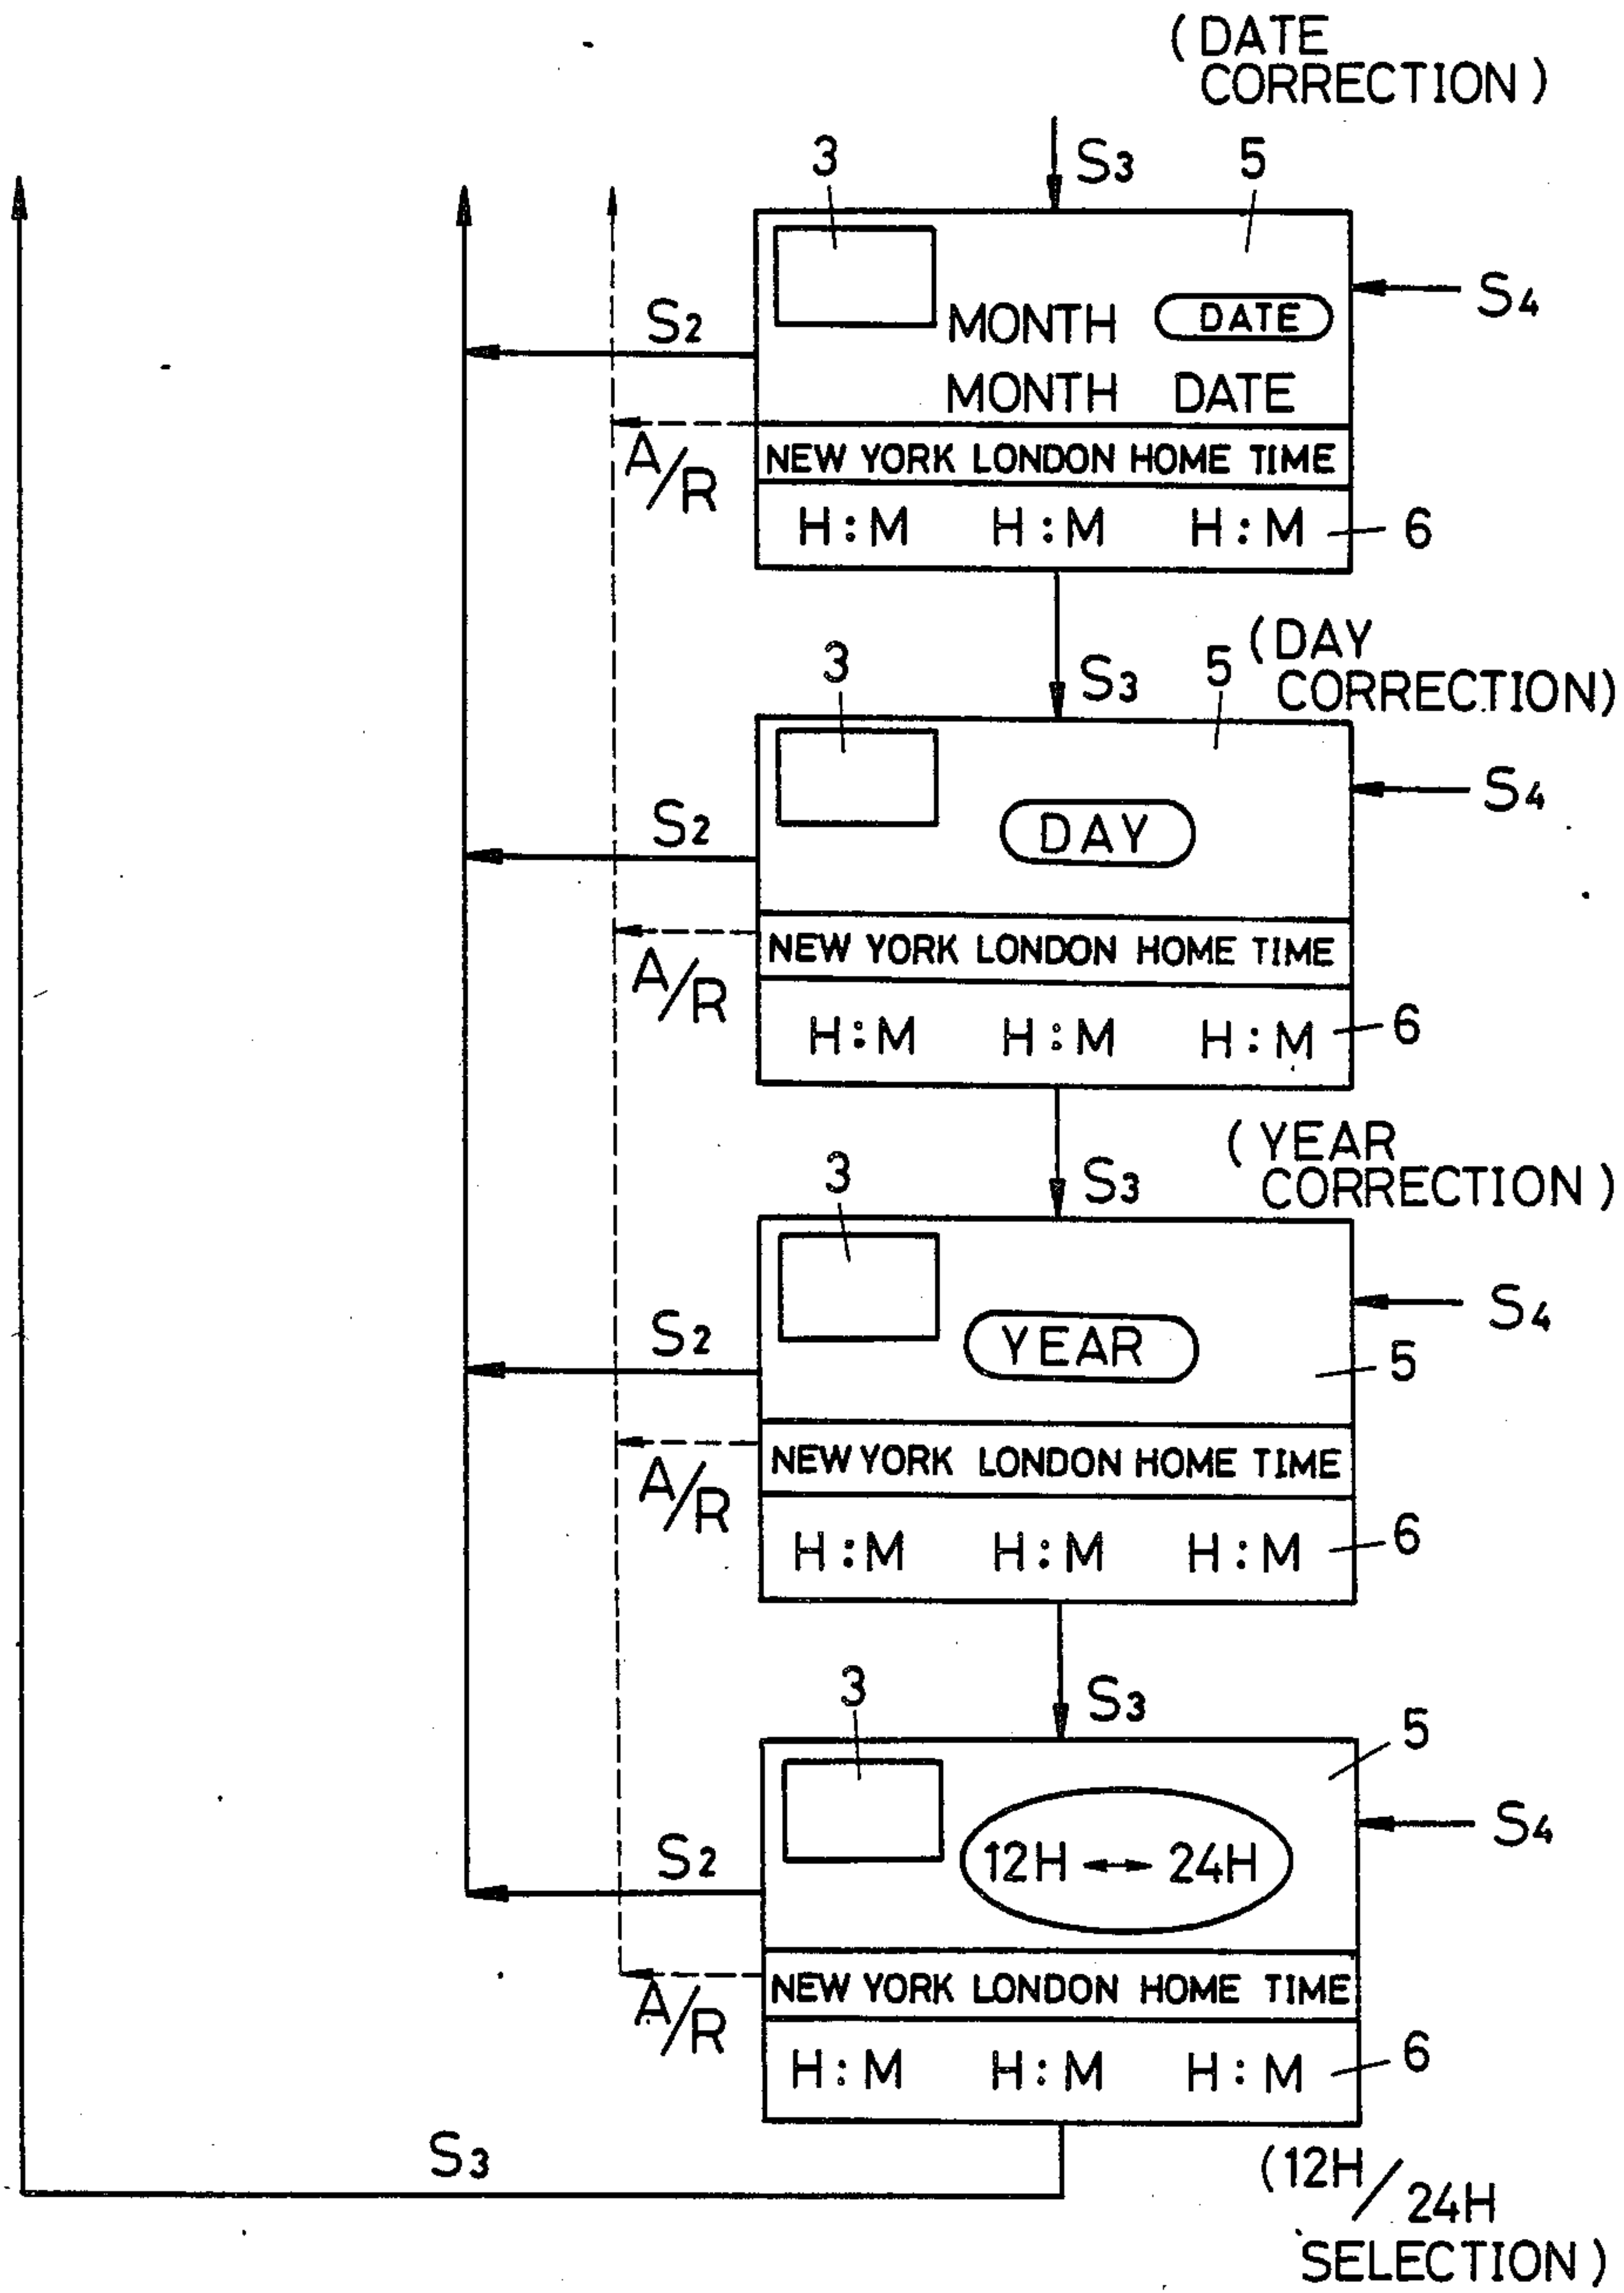 ( DATE
CORRECTION )
3
S3
5
S4
S2
MONTH DATE
MONTH DATE
A/R
NEW YORK LONDON HOME TIME
H:M H:M H:M
6
(DAY
CORRECTION)
3
S3
5
S4
S2
DAY
A/R
NEW YORK LONDON HOME TIME
H:M H:M H:M
6
( YEAR
CORRECTION )
3
S3
S4
S2
YEAR
5
A/R
NEW YORK LONDON HOME TIME
H:M H:M H:M
6
3
S3
5
S4
S2
12H ↔ 24H
A/R
NEW YORK LONDON HOME TIME
H:M H:M H:M
6
S3
(12H/24H
SELECTION )